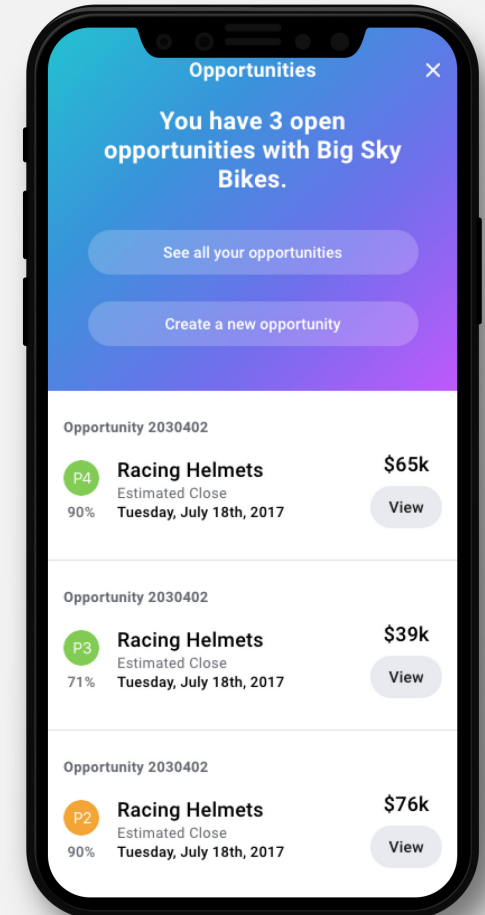 Opportunities
You have 3 open
opportunities with Big Sky
Bikes.
See all your opportunities
Create a new opportunity
Opportunity 2030402
P4
90%
Racing Helmets
Estimated Close
Tuesday, July 18th, 2017
$65k
View
Opportunity 2030402
P3
71%
Racing Helmets
Estimated Close
Tuesday, July 18th, 2017
$39k
View
Opportunity 2030402
P2
90%
Racing Helmets
Estimated Close
Tuesday, July 18th, 2017
$76k
View